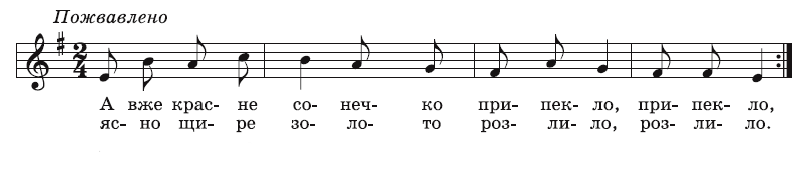 Пожвавлено
2
4
А вже крас- не со- неч- ко при- пек- ло, при- пек- ло,
яс- но щи- ре зо- ло- то роз- ли- ло, роз- ли- ло.